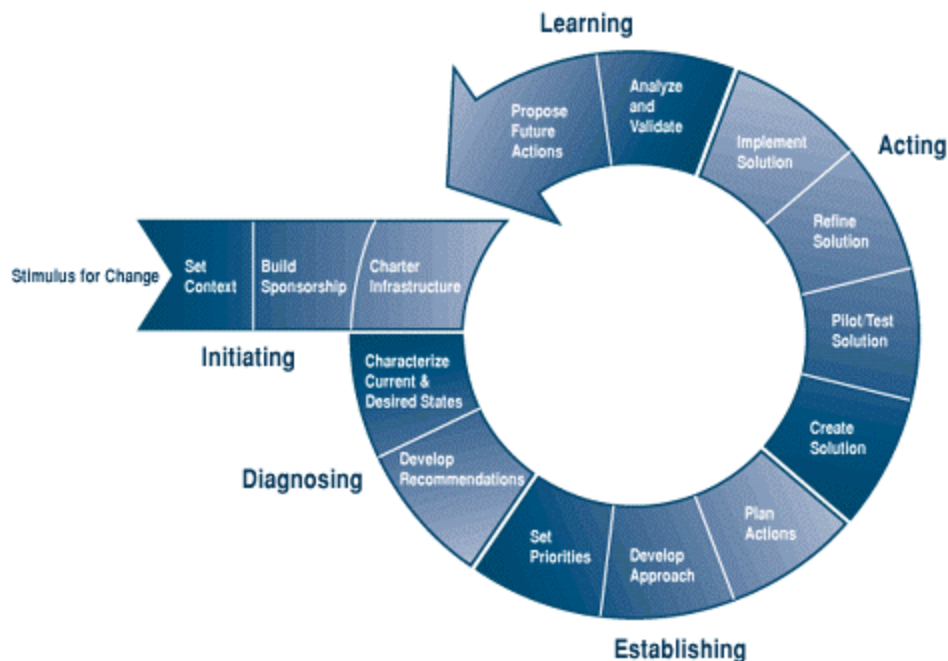 Learning
Analyze
and
Validate
Propose
Future
Actions
Implement
Solution
Acting
Refine
Solution
Stimulus for Change
Set
Context
Build
Sponsorship
Charter
Infrastructure
Pilot/Test
Solution
Initiating
Characterize
Current &
Desired States
Create
Solution
Diagnosing
Develop
Recommendations
Set
Priorities
Develop
Approach
Plan
Actions
Establishing